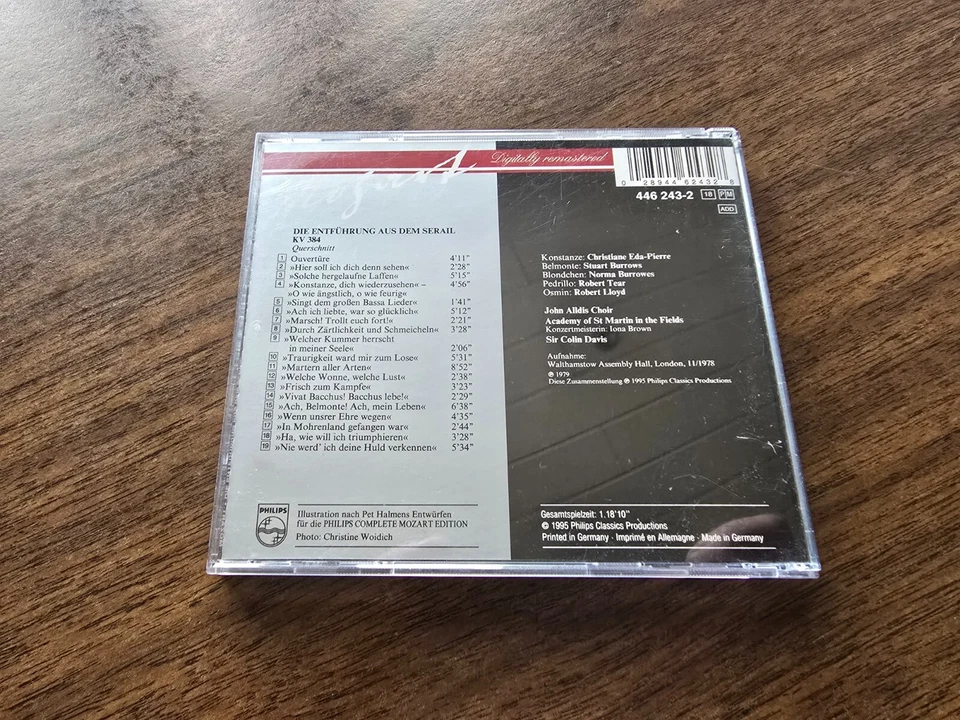 Digitally remastered
0 28944 62432 8
446 243-2 18 PM
ADD
DIE ENTFÜHRUNG AUS DEM SERAIL
KV 384
Querschnitt
1 Ouvertüre 4'11"
2 »Hier soll ich dich denn sehen« 2'28"
3 »Solche hergelaufne Laffen« 5'15"
4 »Konstanze, dich wiederzusehen« – 4'56"
»O wie ängstlich, o wie feurig«
5 »Singt dem großen Bassa Lieder« 1'41"
6 »Ach ich liebte, war so glücklich« 5'12"
7 »Marsch! Trollt euch fort!« 2'21"
8 »Durch Zärtlichkeit und Schmeicheln« 3'28"
9 »Welcher Kummer herrscht
in meiner Seele« 2'06"
10 »Traurigkeit ward mir zum Lose« 5'31"
11 »Martern aller Arten« 8'52"
12 »Welche Wonne, welche Lust« 2'38"
13 »Frisch zum Kampfe« 3'23"
14 »Vivat Bacchus! Bacchus lebe!« 2'29"
15 »Ach, Belmonte! Ach, mein Leben« 6'38"
16 »Wenn unsrer Ehre wegen« 4'35"
17 »In Mohrenland gefangen war« 2'44"
18 »Ha, wie will ich triumphieren« 3'28"
19 »Nie werd' ich deine Huld verkennen« 5'34"
Konstanze: Christiane Eda-Pierre
Belmonte: Stuart Burrows
Blondchen: Norma Burrowes
Pedrillo: Robert Tear
Osmin: Robert Lloyd
John Alldis Choir
Academy of St Martin in the Fields
Konzertmeisterin: Iona Brown
Sir Colin Davis
Aufnahme:
Walthamstow Assembly Hall, London, 11/1978
℗ 1979
Diese Zusammenstellung ℗ 1995 Philips Classics Productions
PHILIPS
Illustration nach Pet Halmens Entwürfen
für die PHILIPS COMPLETE MOZART EDITION
Photo: Christine Woidich
Gesamtspielzeit: 1.18'10"
© 1995 Philips Classics Productions
Printed in Germany · Imprimé en Allemagne · Made in Germany